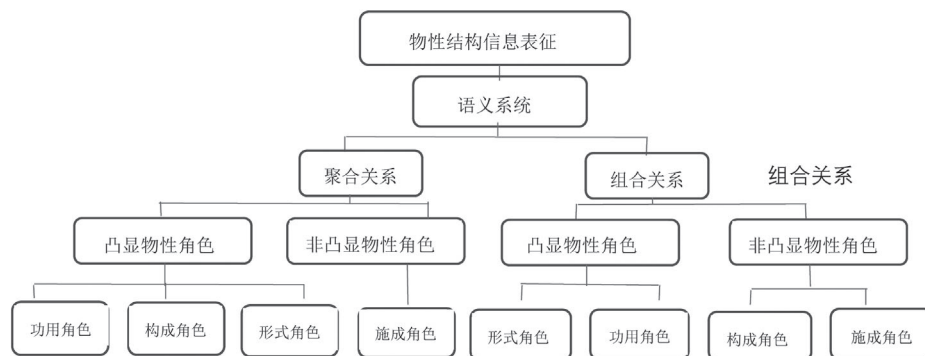 物性结构信息表征
语义系统
聚合关系
组合关系
组合关系
凸显物性角色
非凸显物性角色
凸显物性角色
非凸显物性角色
功用角色
构成角色
形式角色
施成角色
形式角色
功用角色
构成角色
施成角色